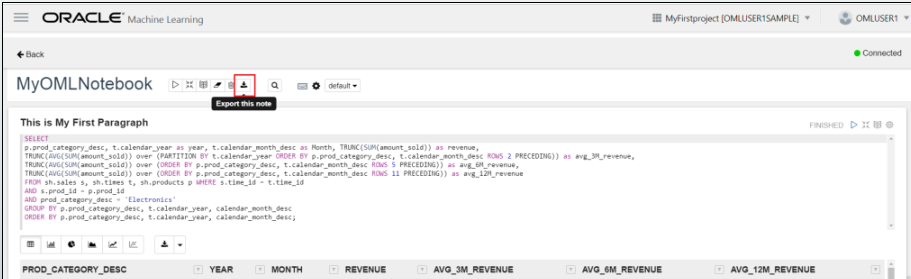 ORACLE Machine Learning
MyFirstproject [OMLUSER1SAMPLE]
OMLUSER1
Back
Connected
MyOMLNotebook
default
Export this note
This is My First Paragraph
FINISHED
SELECT
p.prod_category_desc, t.calendar_year as year, t.calendar_month_desc as Month, TRUNC(SUM(amount_sold)) as revenue,
TRUNC(AVG(SUM(amount_sold)) over (PARTITION BY t.calendar_year ORDER BY p.prod_category_desc, t.calendar_month_desc ROWS 2 PRECEDING)) as avg_3M_revenue,
TRUNC(AVG(SUM(amount_sold)) over (ORDER BY p.prod_category_desc, t.calendar_month_desc ROWS 5 PRECEDING)) as avg_6M_revenue,
TRUNC(AVG(SUM(amount_sold)) over (ORDER BY p.prod_category_desc, t.calendar_month_desc ROWS 11 PRECEDING)) as avg_12M_revenue
FROM sh.sales s, sh.times t, sh.products p WHERE s.time_id = t.time_id
AND s.prod_id = p.prod_id
AND prod_category_desc = 'Electronics'
GROUP BY p.prod_category_desc, t.calendar_year, calendar_month_desc
ORDER BY p.prod_category_desc, t.calendar_year, calendar_month_desc;
PROD_CATEGORY_DESC YEAR MONTH REVENUE AVG_3M_REVENUE AVG_6M_REVENUE AVG_12M_REVENUE